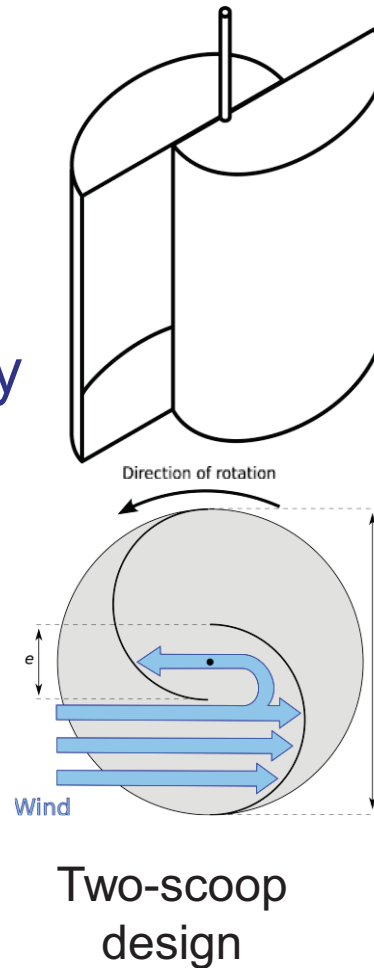 y
Direction of rotation
e
Wind
Two-scoop
design